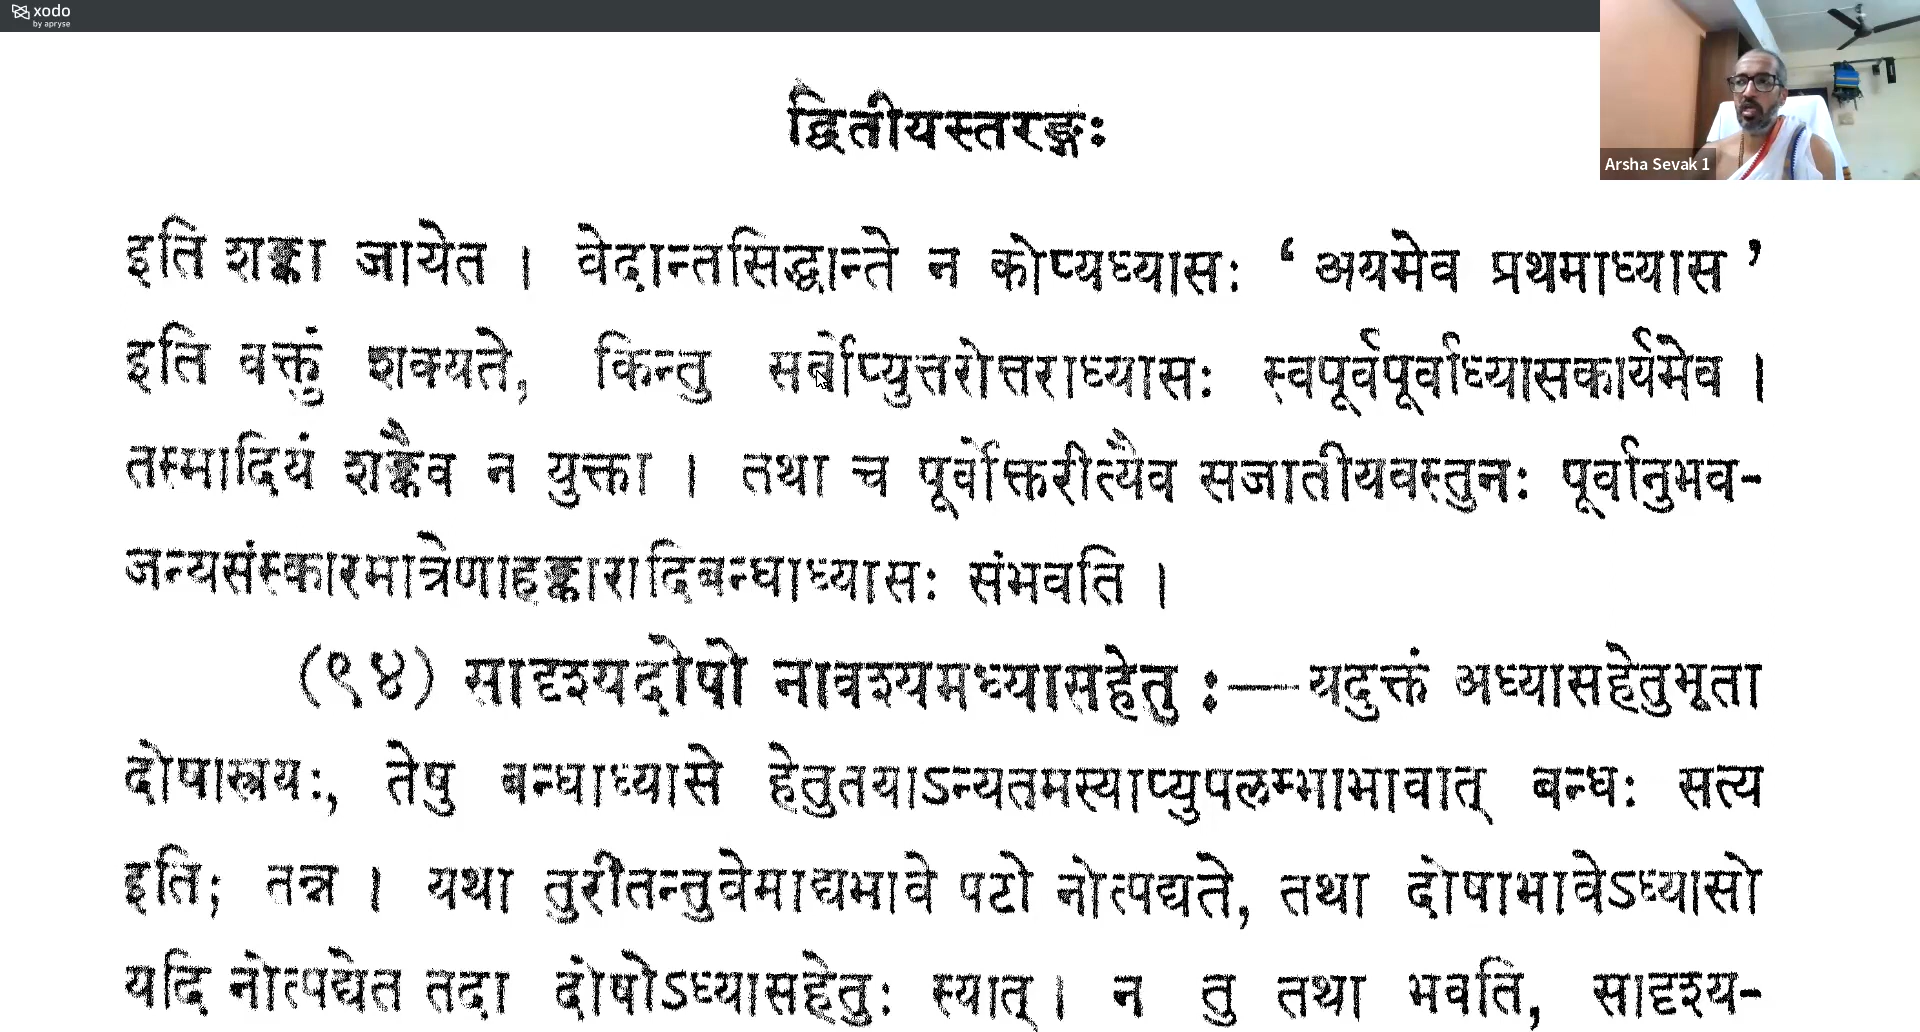 xodo
by apryse
Arsha Sevak 1
द्वितीयस्तरङ्गः
इति शङ्का जायेत । वेदान्तसिद्धान्ते न कोप्यध्यासः ‘ अयमेव प्रथमाध्यास ’
इति वक्तुं शक्यते, किन्तु सर्वोप्युत्तरोत्तराध्यासः स्वपूर्वपूर्वाध्यासकार्यमेव ।
तस्मादियं शङ्कैव न युक्ता । तथा च पूर्वोक्तरीत्यैव सजातीयवस्तुनः पूर्वानुभव-
जन्यसंस्कारमात्रेणाहङ्कारादिबन्धाध्यासः संभवति ।
(९४) सादृश्यदोषो नावश्यमध्यासहेतुः :—यदुक्तं अध्यासहेतुभूता
दोषास्त्रयः, तेषु बन्धाध्यासे हेतुतयाऽन्यतमस्याप्युपलम्भाभावात् बन्धः सत्य
इति; तन्न । यथा तुरीतन्तुवेमाद्यभावे पटो नोत्पद्यते, तथा दोषाभावेऽध्यासो
यदि नोत्पद्येत तदा दोषोऽध्यासहेतुः स्यात् । न तु तथा भवति, सादृश्य-